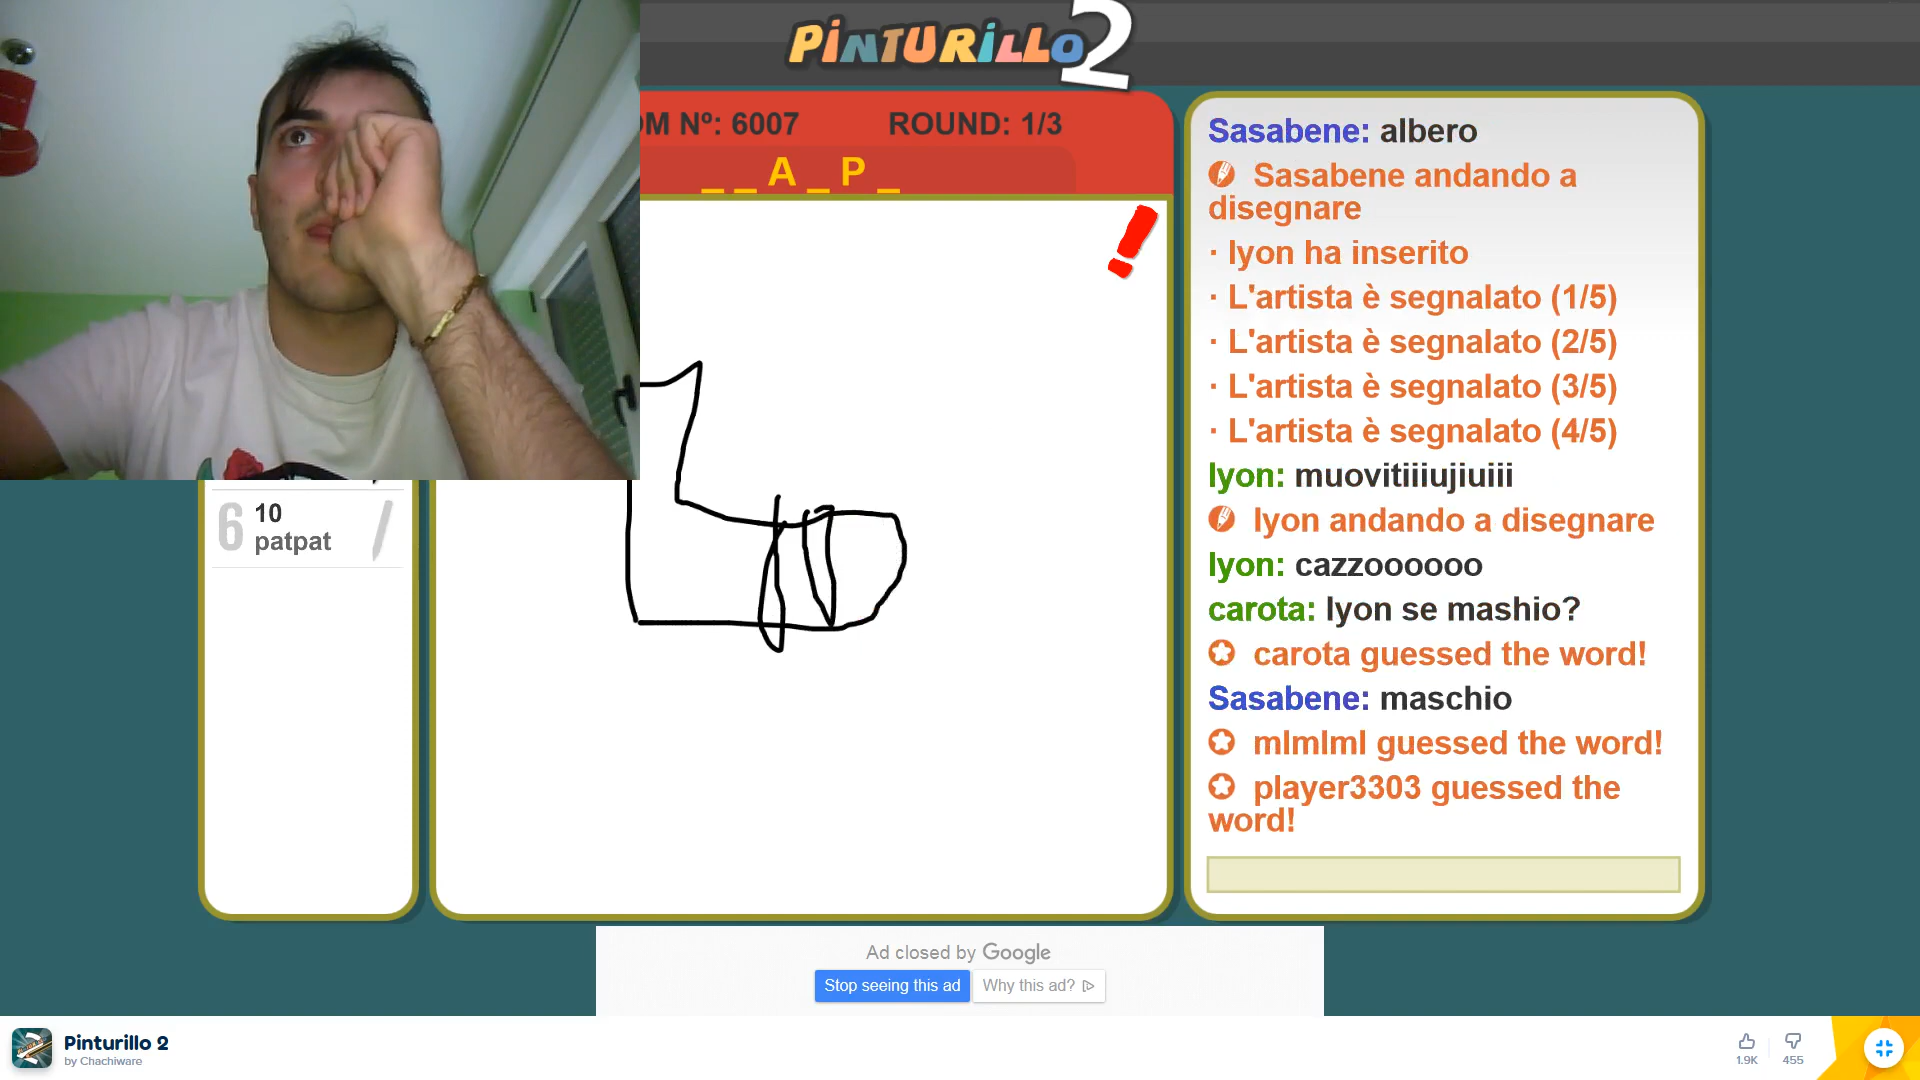 PiNTURiLLO 2
OM Nº: 6007
ROUND: 1/3
_ _ A _ P _
6
10
patpat
Sasabene: albero
Sasabene andando a
disegnare
· lyon ha inserito
· L'artista è segnalato (1/5)
· L'artista è segnalato (2/5)
· L'artista è segnalato (3/5)
· L'artista è segnalato (4/5)
lyon: muovitiiiujiuiii
lyon andando a disegnare
lyon: cazzoooooo
carota: lyon se mashio?
carota guessed the word!
Sasabene: maschio
mlmlml guessed the word!
player3303 guessed the
word!
Ad closed by Google
Stop seeing this ad
Why this ad?
Pinturillo 2
by Chachiware
1.9K
455